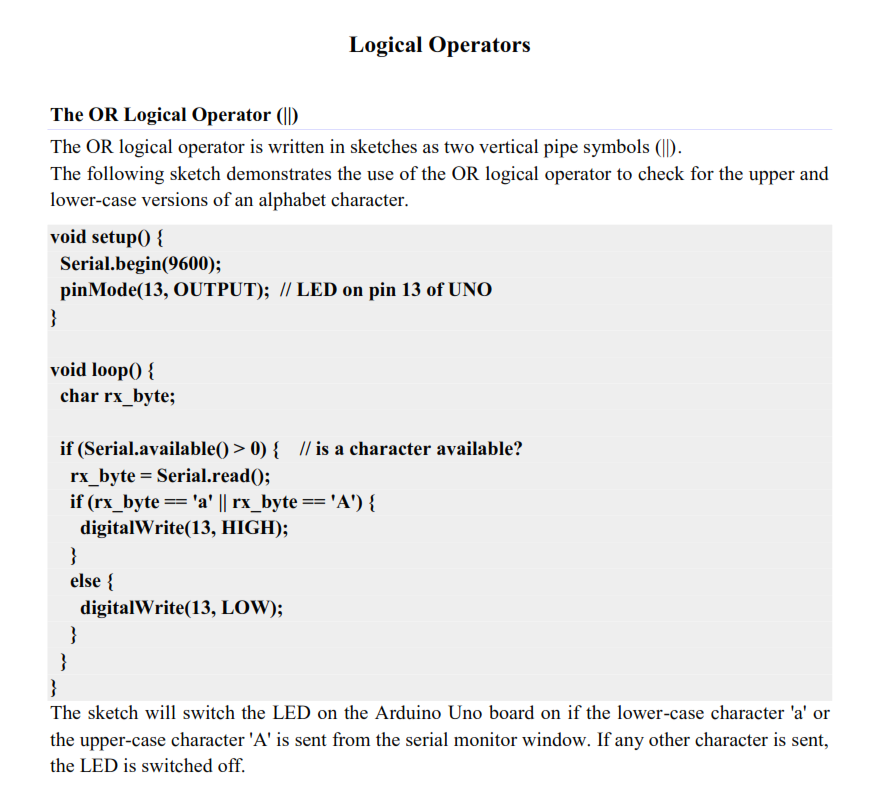 Logical Operators
The OR Logical Operator (||)
The OR logical operator is written in sketches as two vertical pipe symbols (||).
The following sketch demonstrates the use of the OR logical operator to check for the upper and
lower-case versions of an alphabet character.
void setup() {
  Serial.begin(9600);
  pinMode(13, OUTPUT);  // LED on pin 13 of UNO
}
void loop() {
  char rx_byte;
  if (Serial.available() > 0) {    // is a character available?
    rx_byte = Serial.read();
    if (rx_byte == 'a' || rx_byte == 'A') {
      digitalWrite(13, HIGH);
    }
    else {
      digitalWrite(13, LOW);
    }
  }
}
The sketch will switch the LED on the Arduino Uno board on if the lower-case character 'a' or
the upper-case character 'A' is sent from the serial monitor window. If any other character is sent,
the LED is switched off.